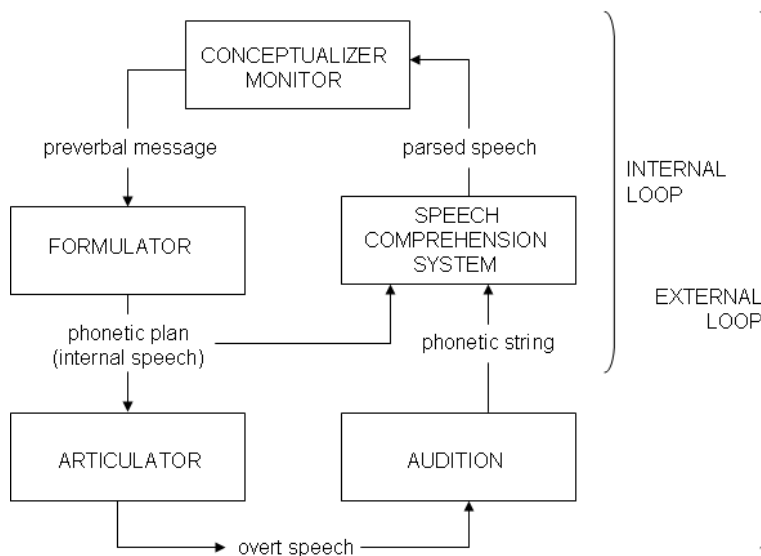 CONCEPTUALIZER
MONITOR
preverbal message
parsed speech
INTERNAL
LOOP
FORMULATOR
SPEECH
COMPREHENSION
SYSTEM
EXTERNAL
LOOP
phonetic plan
(internal speech)
phonetic string
ARTICULATOR
AUDITION
overt speech